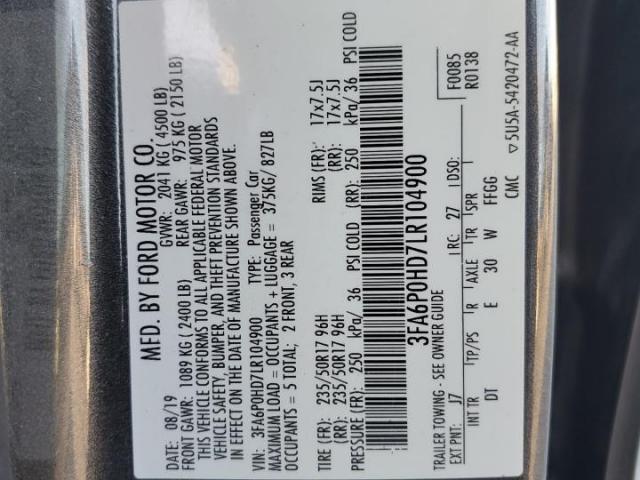 MFD. BY FORD MOTOR CO.
DATE: 08/19 GVWR: 2041 KG ( 4500 LB)
FRONT GAWR: 1089 KG ( 2400 LB) REAR GAWR: 975 KG ( 2150 LB)
THIS VEHICLE CONFORMS TO ALL APPLICABLE FEDERAL MOTOR
VEHICLE SAFETY, BUMPER, AND THEFT PREVENTION STANDARDS
IN EFFECT ON THE DATE OF MANUFACTURE SHOWN ABOVE.
VIN: 3FA6P0HD7LR104900 TYPE: Passenger Car
MAXIMUM LOAD = OCCUPANTS + LUGGAGE = 375KG/ 827LB
OCCUPANTS = 5 TOTAL; 2 FRONT, 3 REAR
TIRE (FR): 235/50R17 96H RIMS (FR): 17x7.5J
TIRE (RR): 235/50R17 96H RIMS (RR): 17x7.5J
PRESSURE (FR): 250 kPa/ 36 PSI COLD (RR): 250 kPa/ 36 PSI COLD
3FA6P0HD7LR104900
F0085
R0138
TRAILER TOWING - SEE OWNER GUIDE
EXT PNT: J7 RC: 27 DSO:
INT TR TP/PS R AXLE TR SPR
DT E 30 W FFGG
CMC ▽5U5A-5420472-AA